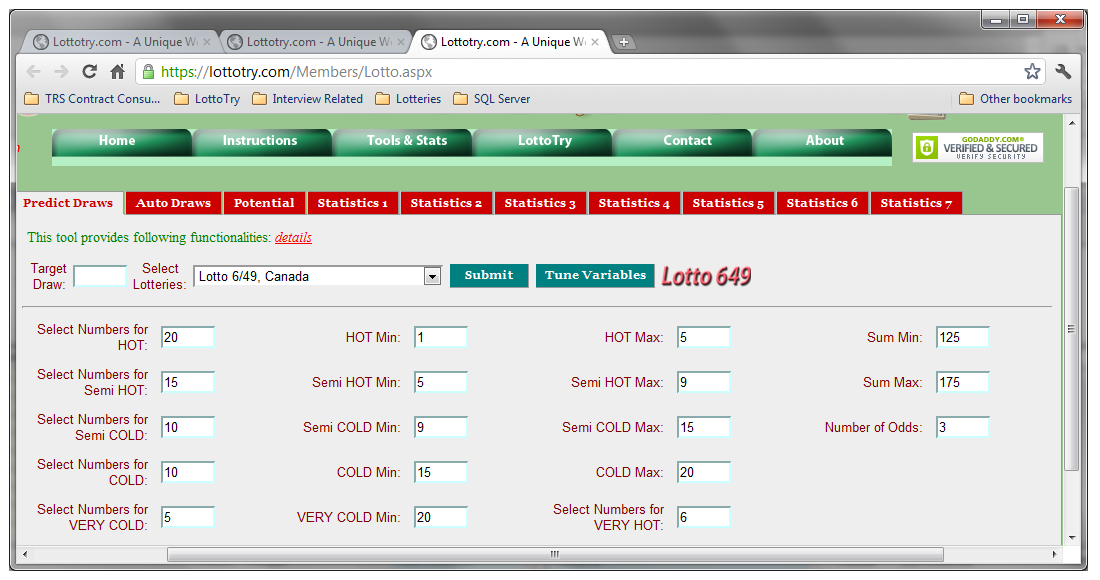 Lottotry.com - A Unique W
Lottotry.com - A Unique W
Lottotry.com - A Unique W
https://lottotry.com/Members/Lotto.aspx
TRS Contract Consu... LottoTry Interview Related Lotteries SQL Server Other bookmarks
Home Instructions Tools & Stats LottoTry Contact About
GODADDY.COM®
VERIFIED & SECURED
VERIFY SECURITY
Predict Draws Auto Draws Potential Statistics 1 Statistics 2 Statistics 3 Statistics 4 Statistics 5 Statistics 6 Statistics 7
This tool provides following functionalities: details
Target Draw: Select Lotteries: Lotto 6/49, Canada Submit Tune Variables Lotto 649
Select Numbers for HOT: 20 HOT Min: 1 HOT Max: 5 Sum Min: 125
Select Numbers for Semi HOT: 15 Semi HOT Min: 5 Semi HOT Max: 9 Sum Max: 175
Select Numbers for Semi COLD: 10 Semi COLD Min: 9 Semi COLD Max: 15 Number of Odds: 3
Select Numbers for COLD: 10 COLD Min: 15 COLD Max: 20
Select Numbers for VERY COLD: 5 VERY COLD Min: 20 Select Numbers for VERY HOT: 6